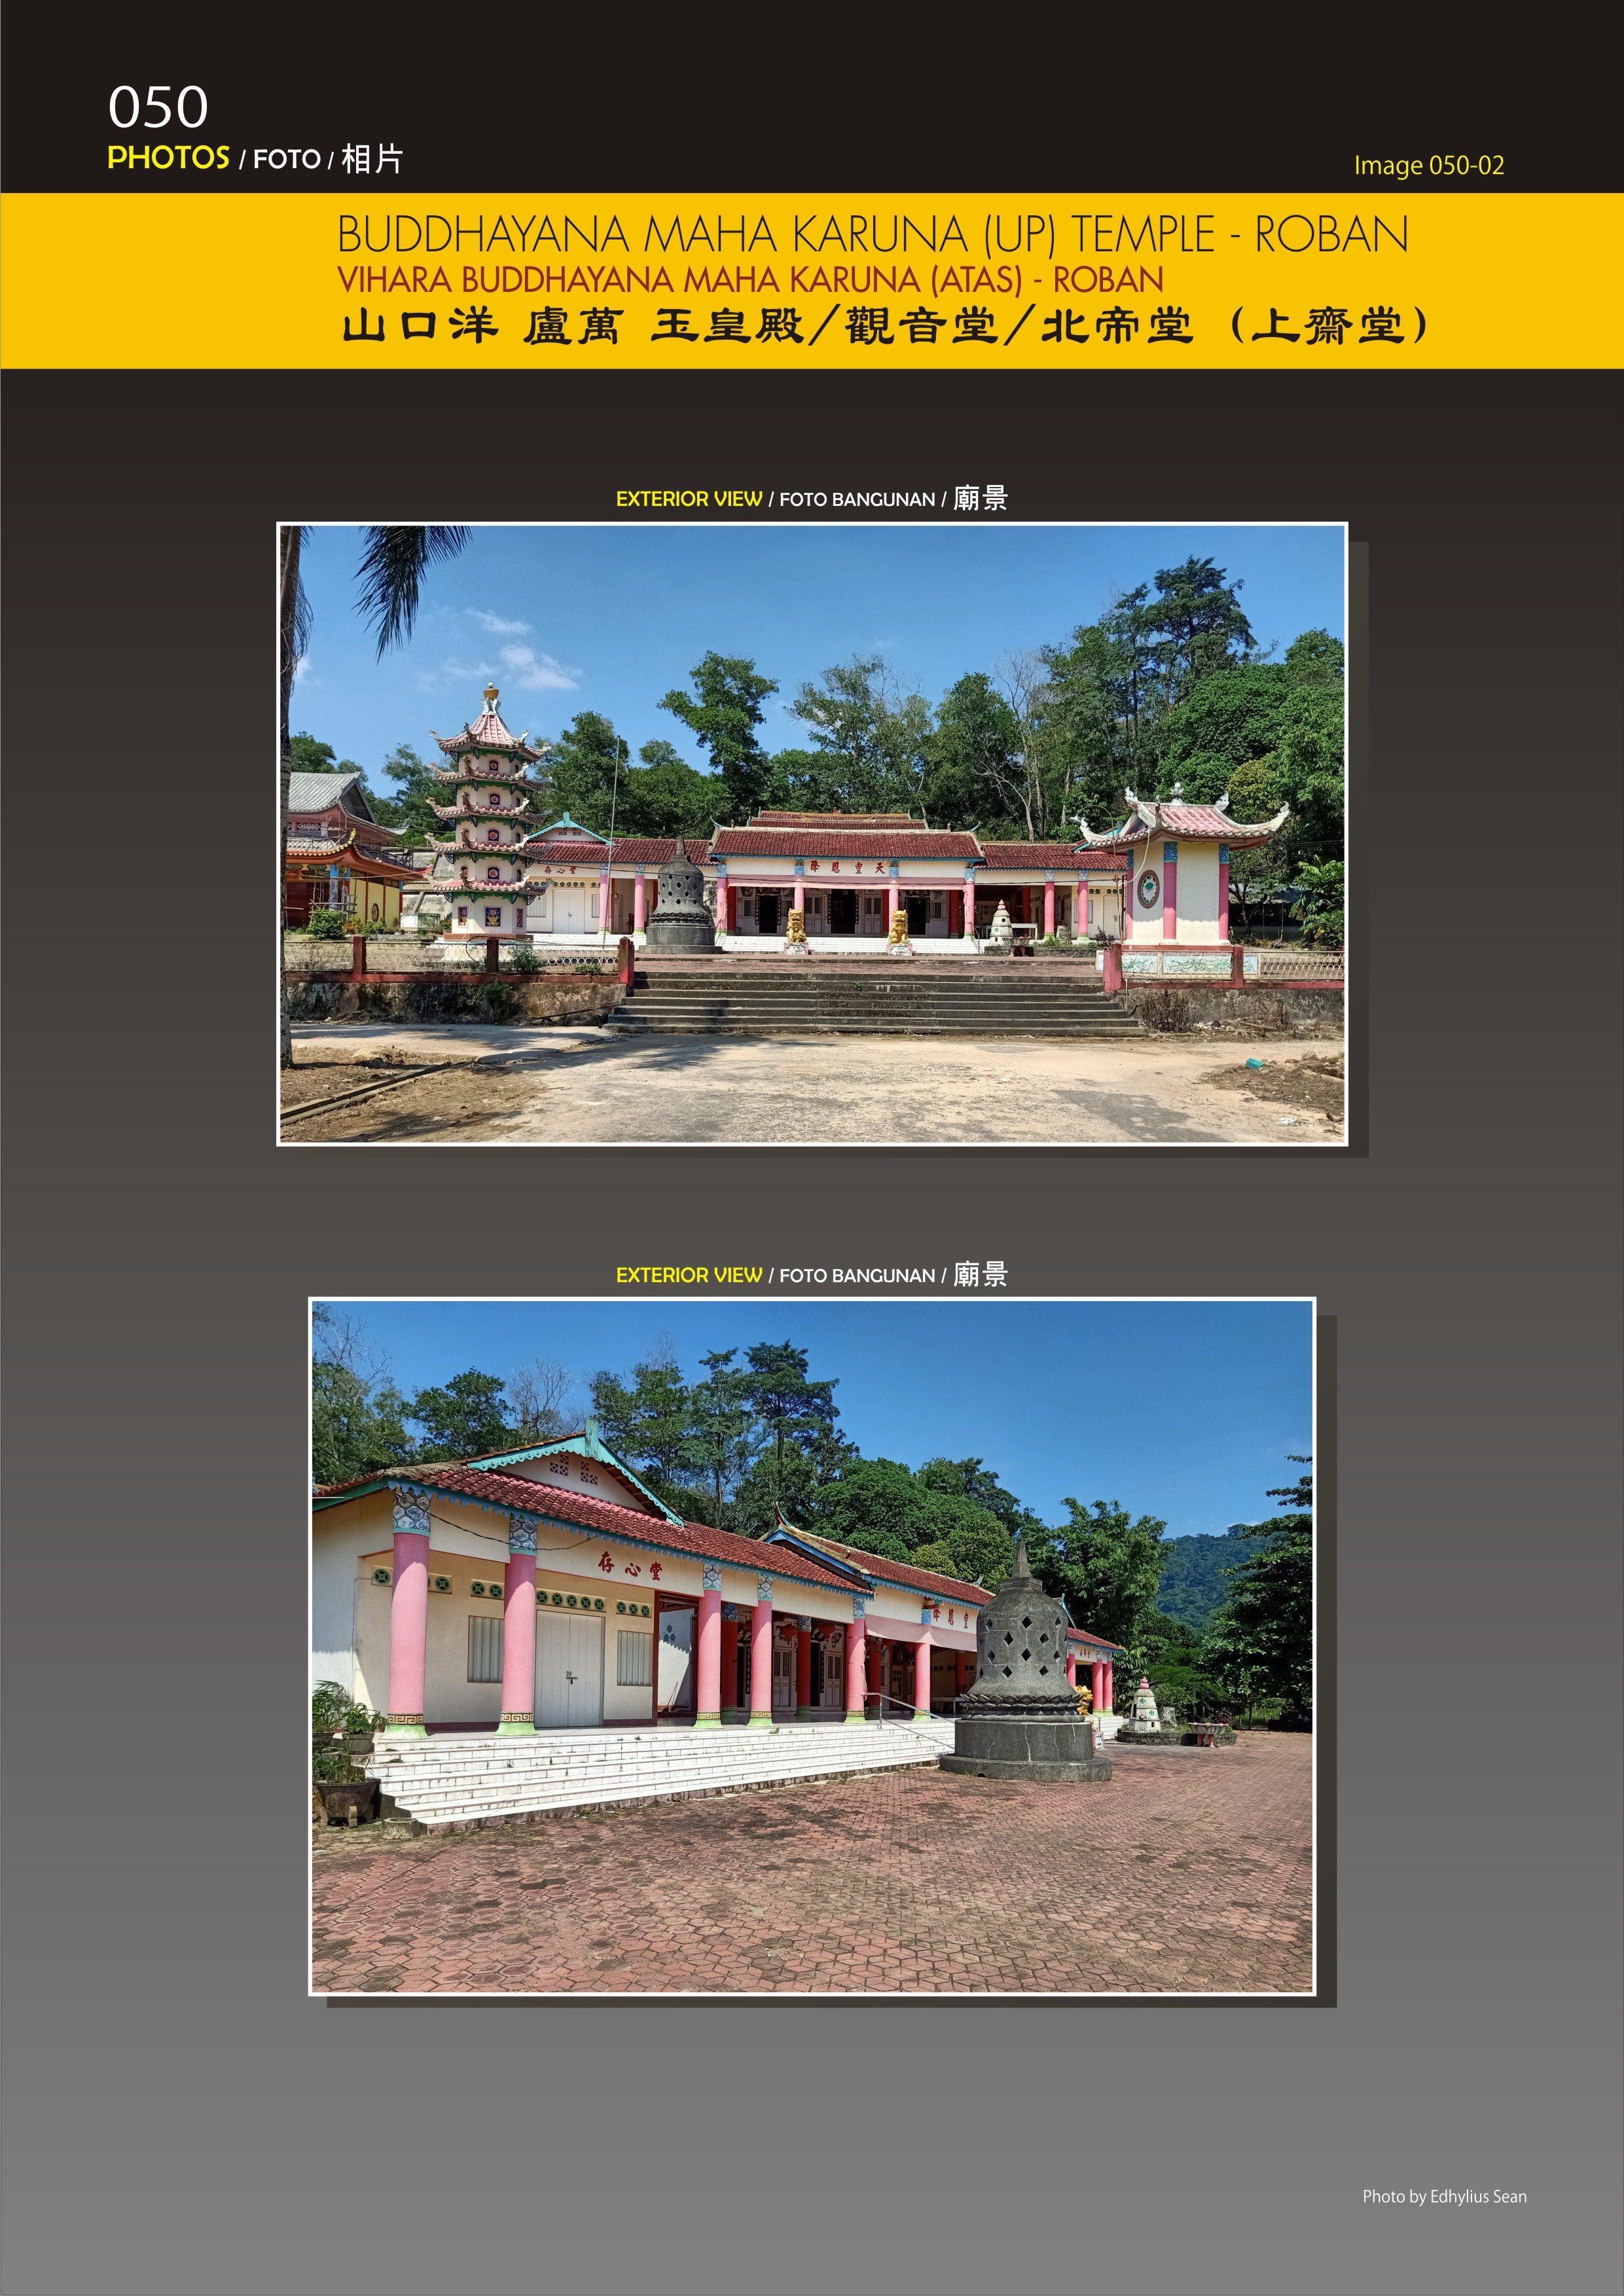 050
PHOTOS / FOTO / 相片
Image 050-02
BUDDHAYANA MAHA KARUNA (UP) TEMPLE - ROBAN
VIHARA BUDDHAYANA MAHA KARUNA (ATAS) - ROBAN
山口洋 盧萬 玉皇殿/觀音堂/北帝堂 (上齋堂)
EXTERIOR VIEW / FOTO BANGUNAN / 廟景
存心堂
降恩皇天
EXTERIOR VIEW / FOTO BANGUNAN / 廟景
存心堂
降恩皇
Photo by Edhylius Sean